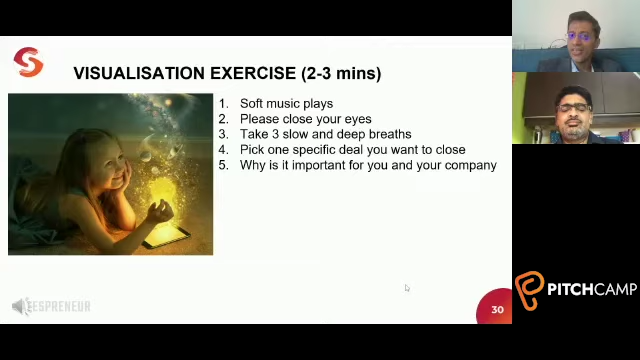 VISUALISATION EXERCISE (2-3 mins)
1. Soft music plays
2. Please close your eyes
3. Take 3 slow and deep breaths
4. Pick one specific deal you want to close
5. Why is it important for you and your company
EESPRENEUR
30
PITCHCAMP